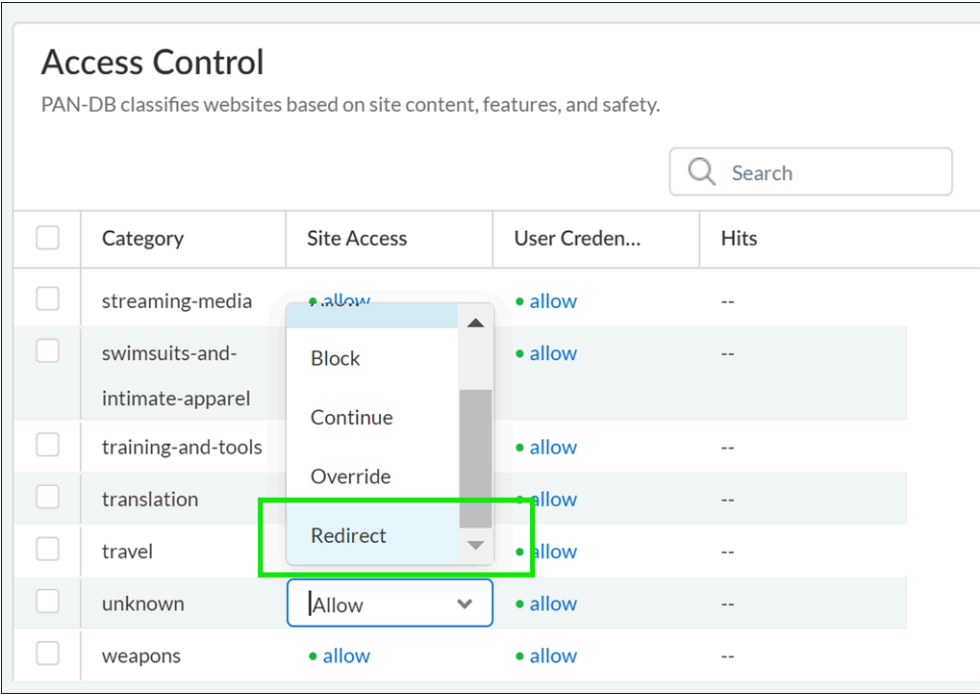 Access Control
PAN-DB classifies websites based on site content, features, and safety.
Search
Category Site Access User Creden... Hits
streaming-media allow allow --
swimsuits-and- allow --
intimate-apparel
Block
Continue
training-and-tools allow --
Override
translation allow --
Redirect
travel allow --
unknown Allow allow --
weapons allow allow --